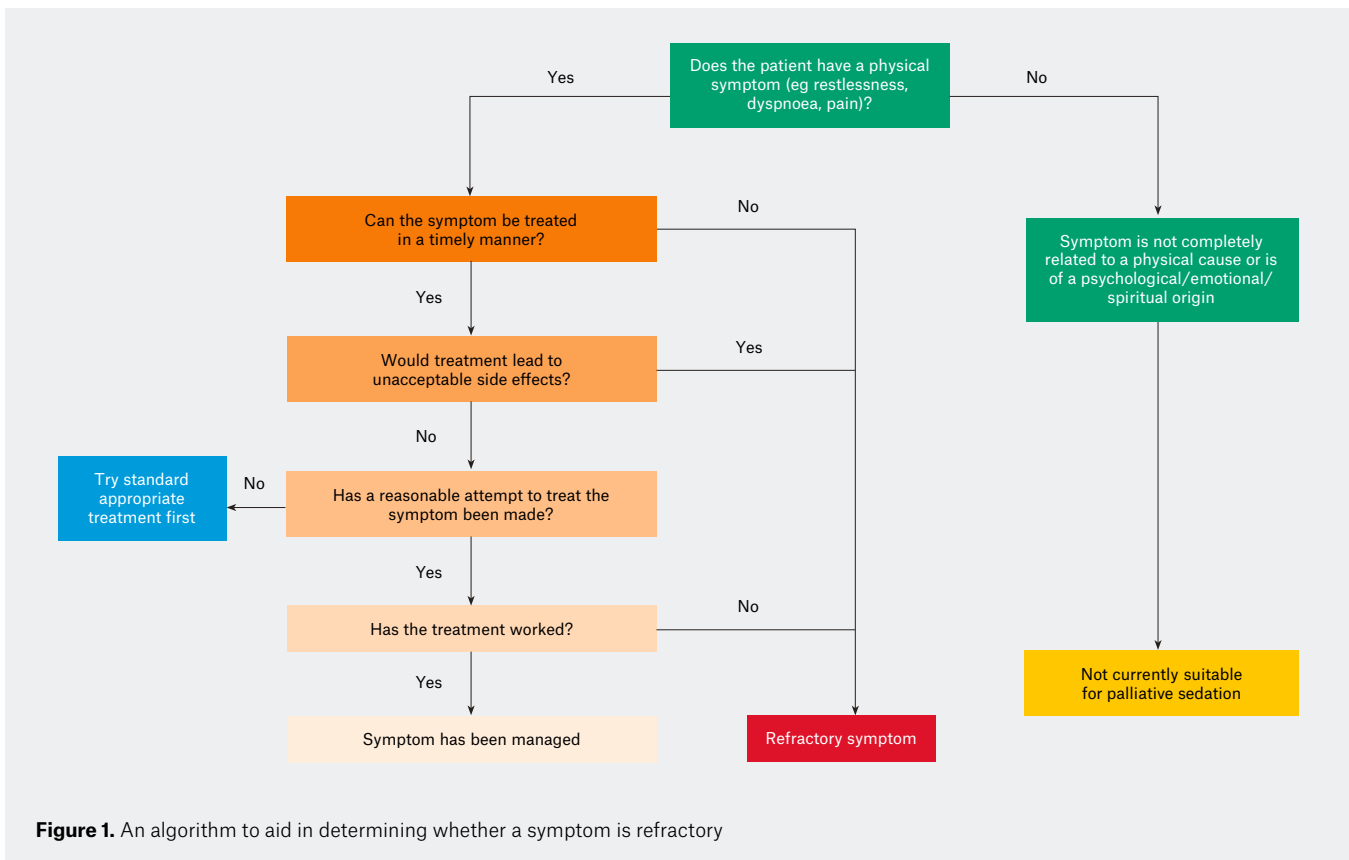 Does the patient have a physical
symptom (eg restlessness,
dyspnoea, pain)?
Yes
No
Can the symptom be treated
in a timely manner?
No
Symptom is not completely
related to a physical cause or is
of a psychological/emotional/
spiritual origin
Yes
Would treatment lead to
unacceptable side effects?
Yes
No
Try standard
appropriate
treatment first
No
Has a reasonable attempt to treat the
symptom been made?
Yes
Has the treatment worked?
No
Not currently suitable
for palliative sedation
Yes
Symptom has been managed
Refractory symptom
Figure 1. An algorithm to aid in determining whether a symptom is refractory